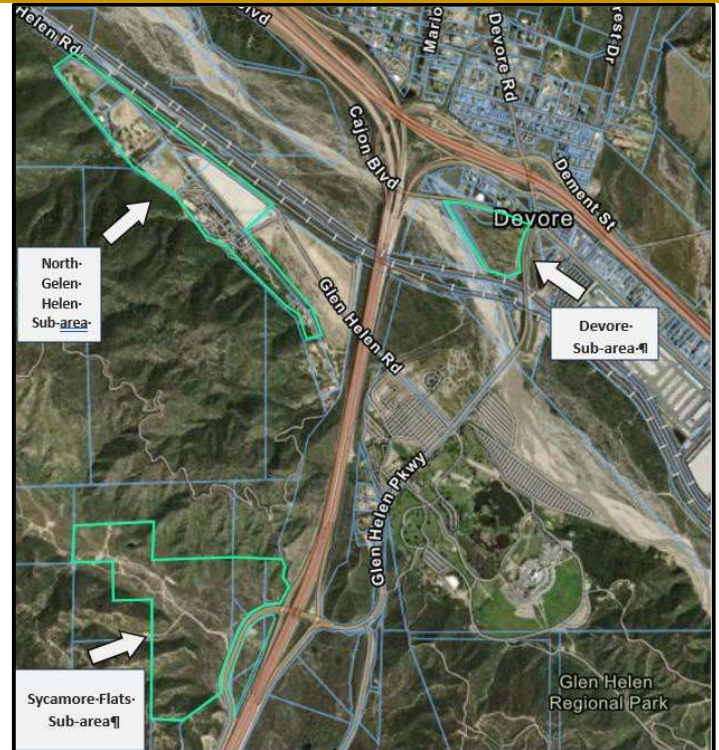 Helen Rd
Blvd
Mario
Devore Rd
rest Dr
Cajon Blvd
Dement St
Devore
North·
Gelen·
Helen·
Sub-area·
Glen Helen Rd
Devore·
Sub-area·¶
Glen Helen Pkwy
Sycamore·Flats·
Sub-area¶
Glen Helen
Regional Park